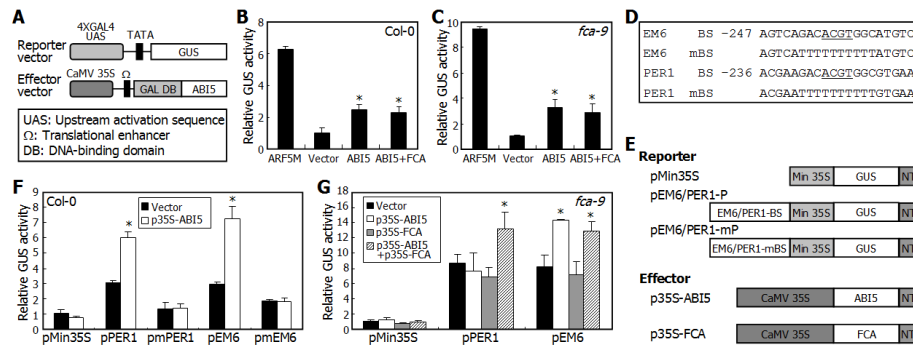 A
4XGAL4
UAS
TATA
Reporter
vector
GUS
Effector
vector
CaMV 35S
Ω
GAL DB
ABI5
UAS: Upstream activation sequence
Ω: Translational enhancer
DB: DNA-binding domain
B
Col-0
Relative GUS activity
8
6
4
2
0
*
*
ARF5M
Vector
ABI5
ABI5+FCA
C
fca-9
Relative GUS activity
10
8
6
4
2
0
*
*
ARF5M
Vector
ABI5
ABI5+FCA
D
EM6 BS -247 AGTCAGACACGTGGCATGTC
EM6 mBS AGTCATTTTTTTTTTATGTC
PER1 BS -236 ACGAAGACACGTGGCGTGAA
PER1 mBS ACGAATTTTTTTTTTGTGAA
E
Reporter
pMin35S
Min 35S
GUS
NT
pEM6/PER1-P
EM6/PER1-BS
Min 35S
GUS
NT
pEM6/PER1-mP
EM6/PER1-mBS
Min 35S
GUS
NT
Effector
p35S-ABI5
CaMV 35S
ABI5
NT
p35S-FCA
CaMV 35S
FCA
NT
F
Col-0
Vector
p35S-ABI5
Relative GUS activity
9
8
7
6
5
4
3
2
1
0
*
*
pMin35S
pPER1
pmPER1
pEM6
pmEM6
G
fca-9
Vector
p35S-ABI5
p35S-FCA
p35S-ABI5
+p35S-FCA
Relative GUS activity
16
14
12
10
8
6
4
2
0
*
*
*
pMin35S
pPER1
pEM6